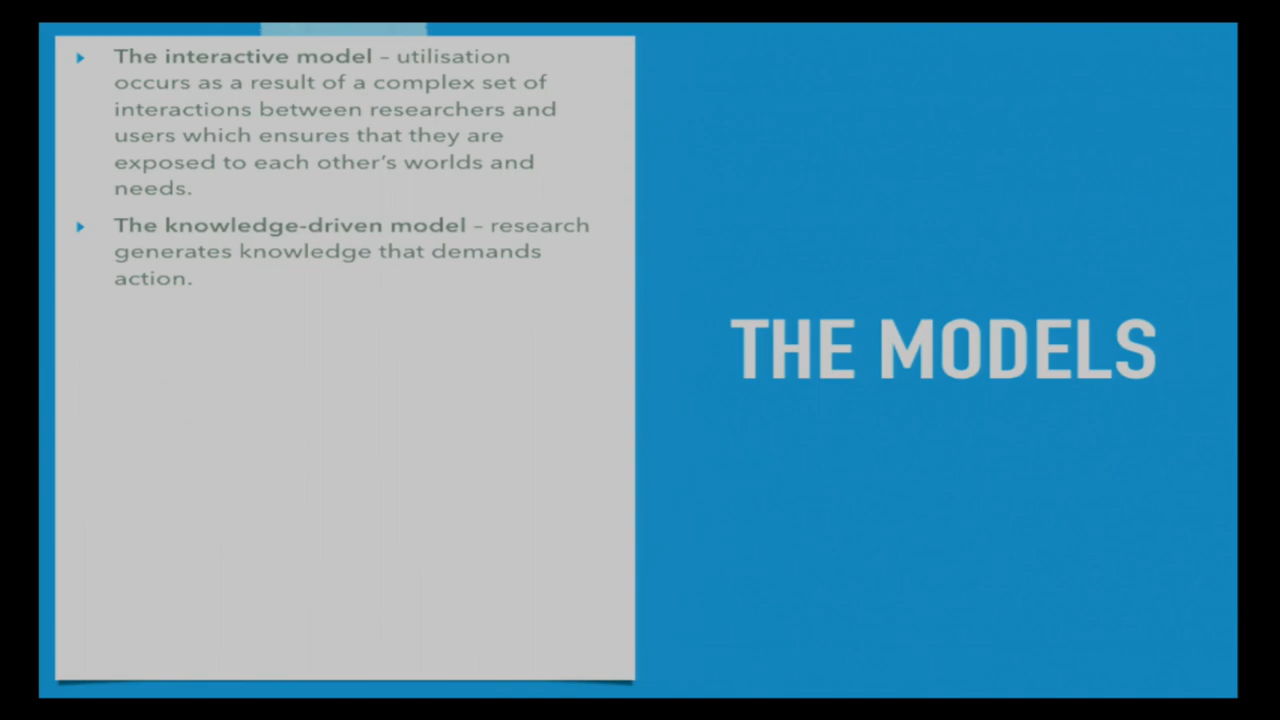 The interactive model – utilisation
occurs as a result of a complex set of
interactions between researchers and
users which ensures that they are
exposed to each other's worlds and
needs.
The knowledge-driven model – research
generates knowledge that demands
action.
THE MODELS